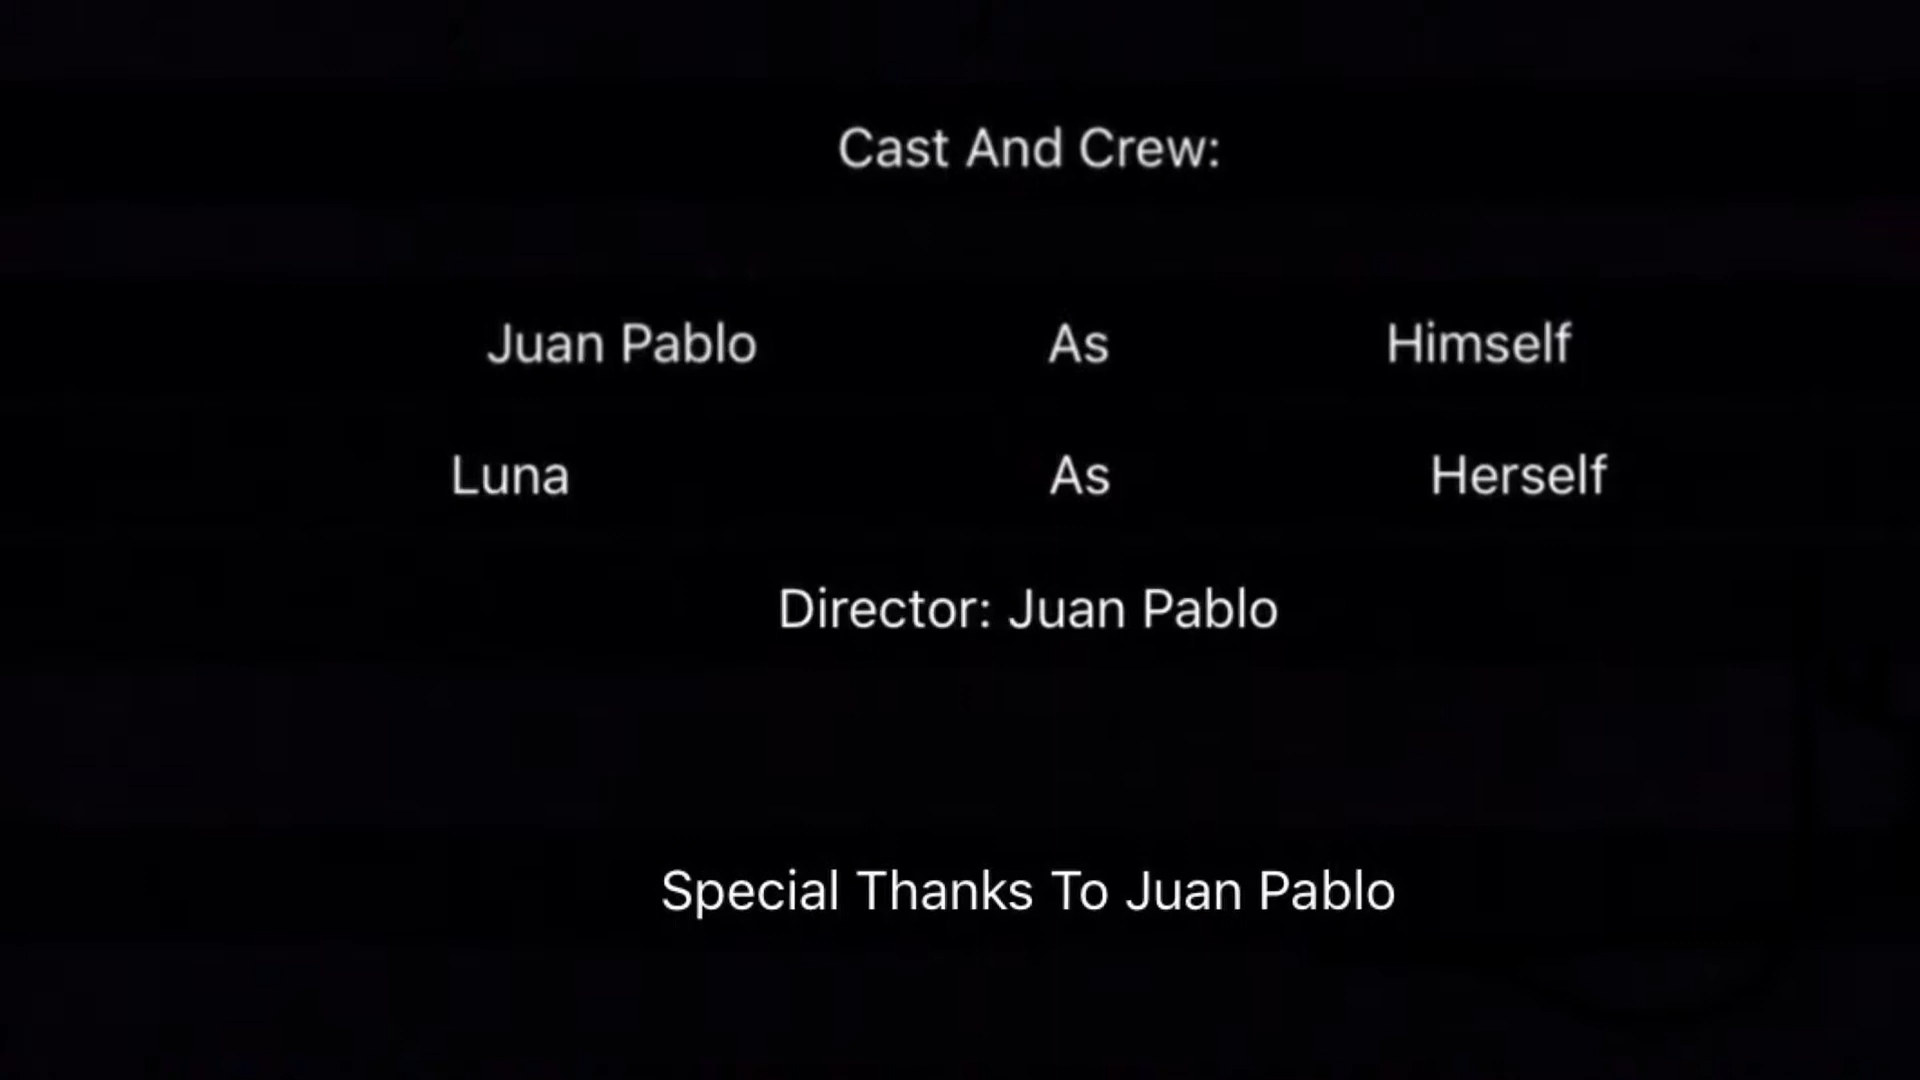 Cast And Crew:
Juan Pablo As Himself
Luna As Herself
Director: Juan Pablo
Special Thanks To Juan Pablo